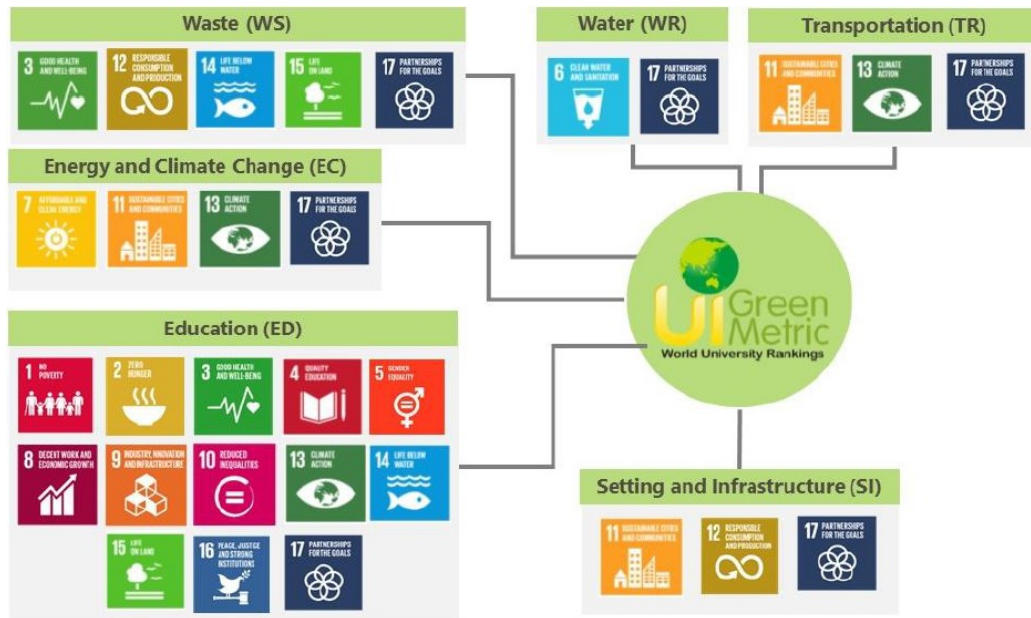 Waste (WS)
3 GOOD HEALTH
AND WELL-BEING
12 RESPONSIBLE
CONSUMPTION
AND PRODUCTION
14 LIFE BELOW
WATER
15 LIFE
ON LAND
17 PARTNERSHIPS
FOR THE GOALS
Water (WR)
6 CLEAN WATER
AND SANITATION
17 PARTNERSHIPS
FOR THE GOALS
Transportation (TR)
11 SUSTAINABLE CITIES
AND COMMUNITIES
13 CLIMATE
ACTION
17 PARTNERSHIPS
FOR THE GOALS
Energy and Climate Change (EC)
7 AFFORDABLE AND
CLEAN ENERGY
11 SUSTAINABLE CITIES
AND COMMUNITIES
13 CLIMATE
ACTION
17 PARTNERSHIPS
FOR THE GOALS
UI Green
Metric
World University Rankings
Education (ED)
1 NO
POVERTY
2 ZERO
HUNGER
3 GOOD HEALTH
AND WELL-BEING
4 QUALITY
EDUCATION
5 GENDER
EQUALITY
8 DECENT WORK AND
ECONOMIC GROWTH
9 INDUSTRY, INNOVATION
AND INFRASTRUCTURE
10 REDUCED
INEQUALITIES
13 CLIMATE
ACTION
14 LIFE BELOW
WATER
15 LIFE
ON LAND
16 PEACE, JUSTICE
AND STRONG
INSTITUTIONS
17 PARTNERSHIPS
FOR THE GOALS
Setting and Infrastructure (SI)
11 SUSTAINABLE CITIES
AND COMMUNITIES
12 RESPONSIBLE
CONSUMPTION
AND PRODUCTION
17 PARTNERSHIPS
FOR THE GOALS